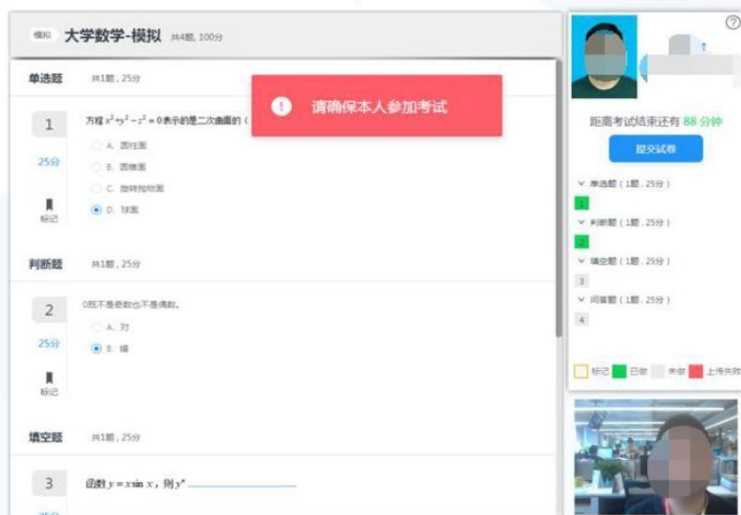 模拟 大学数学-模拟 共4题, 100分
单选题 共1题, 25分
请确保本人参加考试
1
方程 x²+y²−z²=0表示的是二次曲面的（
25分
A. 圆柱面
B. 圆锥面
C. 旋转抛物面
D. 球面
标记
判断题 共1题, 25分
2
0既不是奇数也不是偶数。
25分
A. 对
B. 错
标记
填空题 共1题, 25分
3
函数 y = x sin x，则 y"
25分
?
距离考试结束还有 88 分钟
提交试卷
单选题 ( 1题, 25分 )
1
判断题 ( 1题, 25分 )
2
填空题 ( 1题, 25分 )
3
问答题 ( 1题, 25分 )
4
标记 已做 未做 上传失败